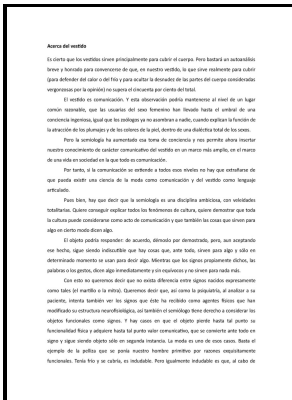 Acerca del vestido
Es cierto que los vestidos sirven principalmente para cubrir el cuerpo. Pero bastará un autoanálisis
breve y honrado para convencerse de que, en nuestro vestido, lo que sirve realmente para cubrir
(para defender del calor o del frío y para ocultar la desnudez de las partes del cuerpo consideradas
vergonzosas por la opinión) no supera el cincuenta por ciento del total.
El vestido es comunicación. Y esta observación podría mantenerse al nivel de un lugar
común razonable, que las usuarias del sexo femenino han llevado hasta el umbral de una
conciencia ingeniosa, igual que los zoólogos ya no asombran a nadie, cuando explican la función de
la atracción de los plumajes y de los colores de la piel, dentro de una dialéctica total de los sexos.
Pero la semiología ha aumentado esa toma de conciencia y nos permite ahora insertar
nuestro conocimiento de carácter comunicativo del vestido en un marco más amplio, en el marco
de una vida en sociedad en la que todo es comunicación.
Por tanto, si la comunicación se extiende a todos esos niveles no hay que extrañarse de
que pueda existir una ciencia de la moda como comunicación y del vestido como lenguaje
articulado.
Pues bien, hay que decir que la semiología es una disciplina ambiciosa, con veleidades
totalitarias. Quiere conseguir explicar todos los fenómenos de cultura, quiere demostrar que toda
la cultura puede considerarse como acto de comunicación y que también las cosas que sirven para
algo en cierto modo dicen algo.
El objeto podría responder: de acuerdo, démoslo por demostrado, pero, aun aceptando
ese hecho, sigue siendo indiscutible que hay cosas que, ante todo, sirven para algo y sólo en
determinado momento se usan para decir algo. Mientras que los signos propiamente dichos, las
palabras o los gestos, dicen algo inmediatamente y sin equívocos y no sirven para nada más.
Con esto no queremos decir que no exista diferencia entre signos nacidos expresamente
como tales (el martillo o la mitra). Queremos decir que, así como la psiquiatría, al analizar a su
paciente, intenta también ver los signos que éste ha recibido como agentes físicos que han
modificado su estructura neurofisiológica, así también el semiólogo tiene derecho a considerar los
objetos funcionales como signos. Y hay casos en que el objeto pierde hasta tal punto su
funcionalidad física y adquiere hasta tal punto valor comunicativo, que se convierte ante todo en
signo y sigue siendo objeto sólo en segunda instancia. La moda es uno de esos casos. Basta el
ejemplo de la pelliza que se ponía nuestro hombre primitivo por razones exquisitamente
funcionales. Tenía frío y se cubría, es indudable. Pero igualmente indudable es que, al cabo de